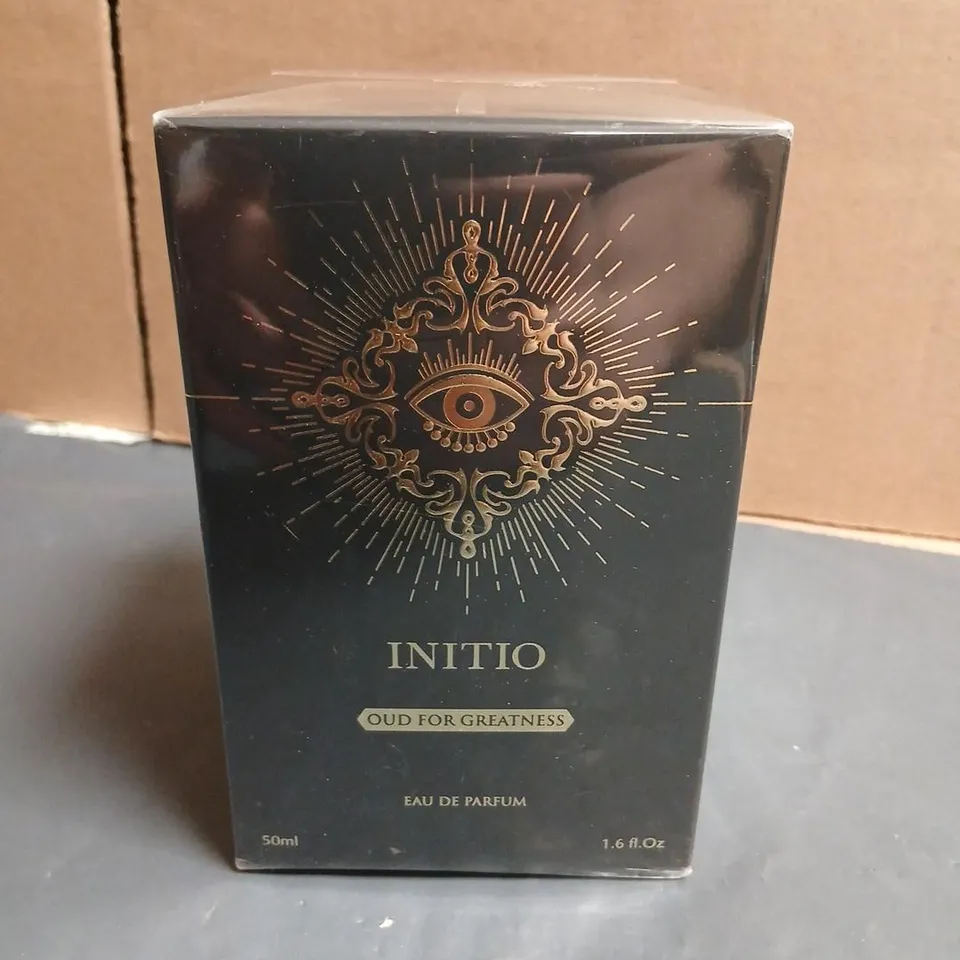 INITIO
OUD FOR GREATNESS
EAU DE PARFUM
50ml 1.6 fl.Oz